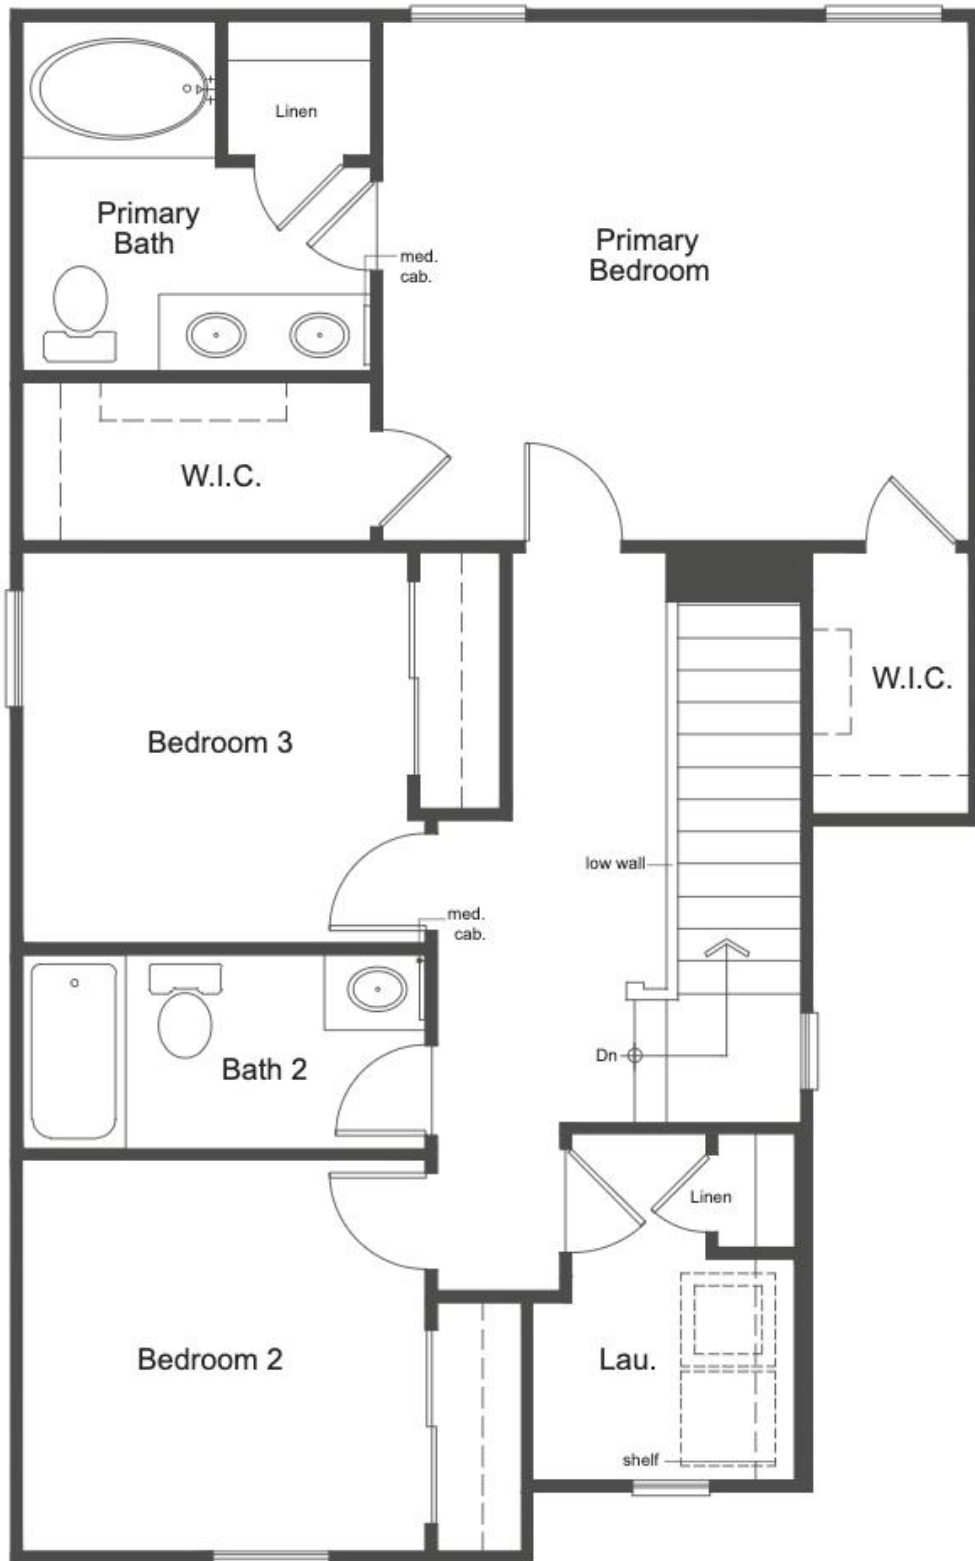 Linen
Primary
Bath
med.
cab.
Primary
Bedroom
W.I.C.
W.I.C.
Bedroom 3
low wall
med.
cab.
Dn
Bath 2
Linen
Bedroom 2
Lau.
shelf